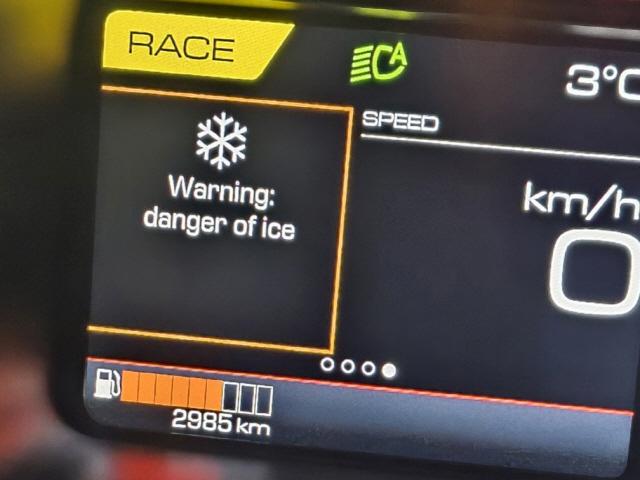 RACE
A
3°C
SPEED
Warning:
danger of ice
km/h
0
2985 km